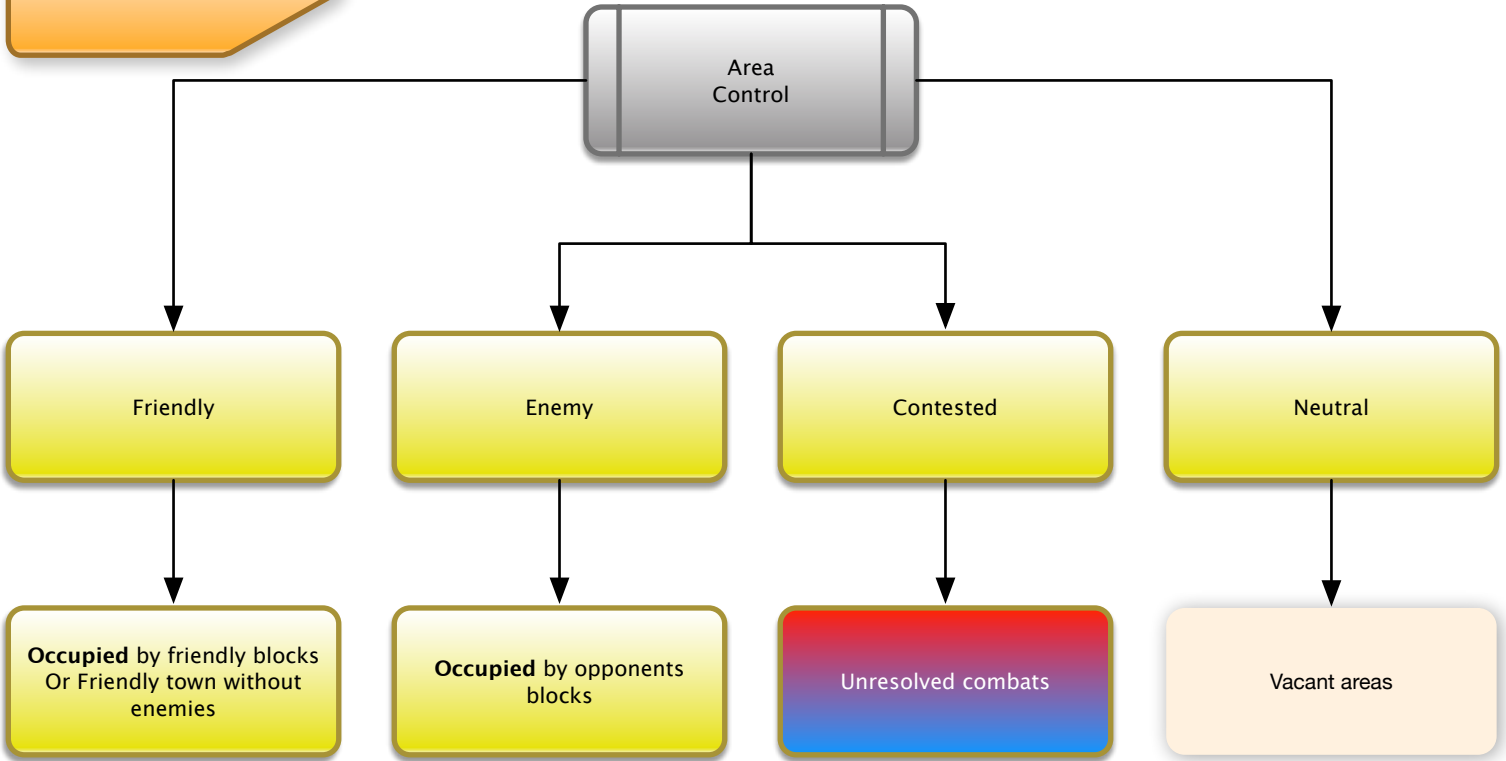 Area
Control
Friendly
Enemy
Contested
Neutral
Occupied by friendly blocks
Or Friendly town without
enemies
Occupied by opponents
blocks
Unresolved combats
Vacant areas